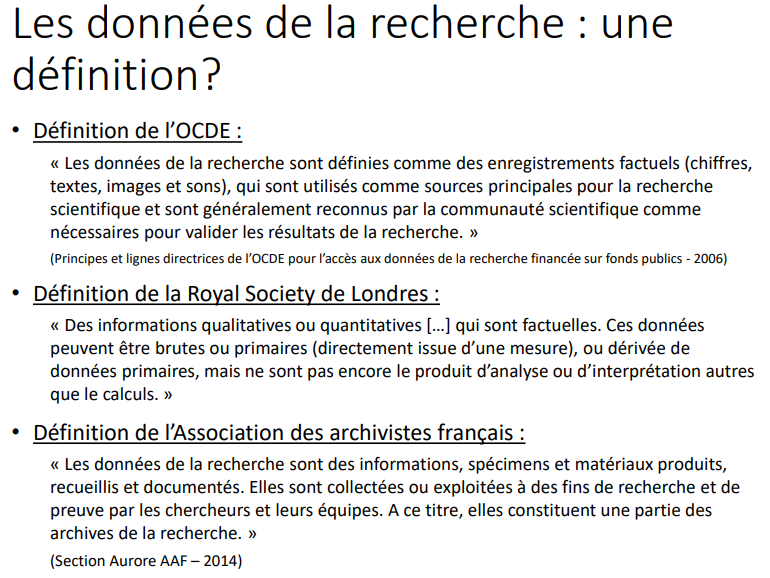 Les données de la recherche : une
définition?
• Définition de l’OCDE :
« Les données de la recherche sont définies comme des enregistrements factuels (chiffres,
textes, images et sons), qui sont utilisés comme sources principales pour la recherche
scientifique et sont généralement reconnus par la communauté scientifique comme
nécessaires pour valider les résultats de la recherche. »
(Principes et lignes directrices de l’OCDE pour l’accès aux données de la recherche financée sur fonds publics - 2006)
• Définition de la Royal Society de Londres :
« Des informations qualitatives ou quantitatives […] qui sont factuelles. Ces données
peuvent être brutes ou primaires (directement issue d’une mesure), ou dérivée de
données primaires, mais ne sont pas encore le produit d’analyse ou d’interprétation autres
que le calculs. »
• Définition de l’Association des archivistes français :
« Les données de la recherche sont des informations, spécimens et matériaux produits,
recueillis et documentés. Elles sont collectées ou exploitées à des fins de recherche et de
preuve par les chercheurs et leurs équipes. A ce titre, elles constituent une partie des
archives de la recherche. »
(Section Aurore AAF – 2014)